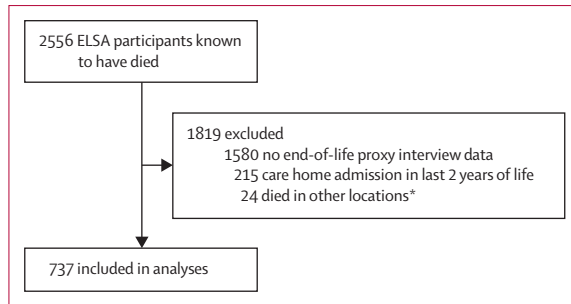 2556 ELSA participants known
to have died
1819 excluded
1580 no end-of-life proxy interview data
215 care home admission in last 2 years of life
24 died in other locations*
737 included in analyses